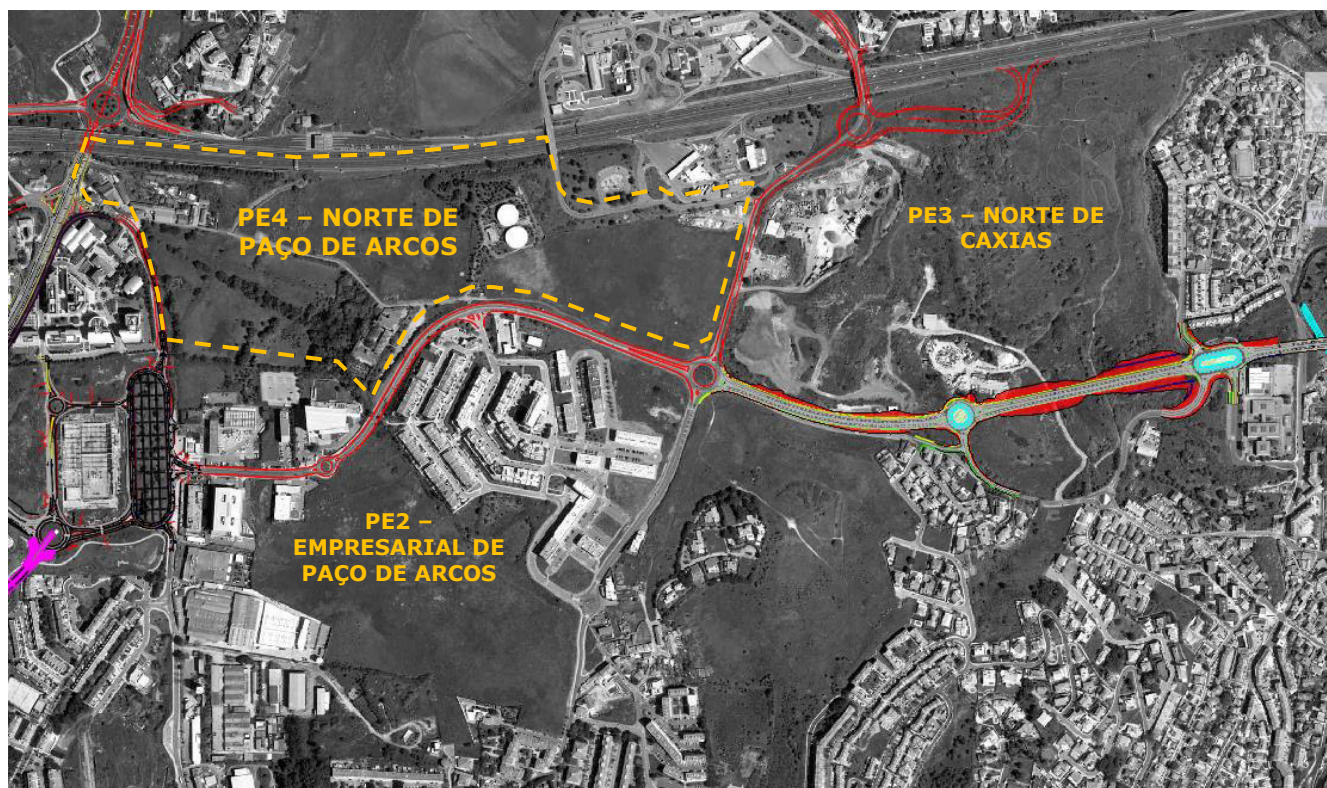 PE4 – NORTE DE
PAÇO DE ARCOS
PE3 – NORTE DE
CAXIAS
PE2 –
EMPRESARIAL DE
PAÇO DE ARCOS